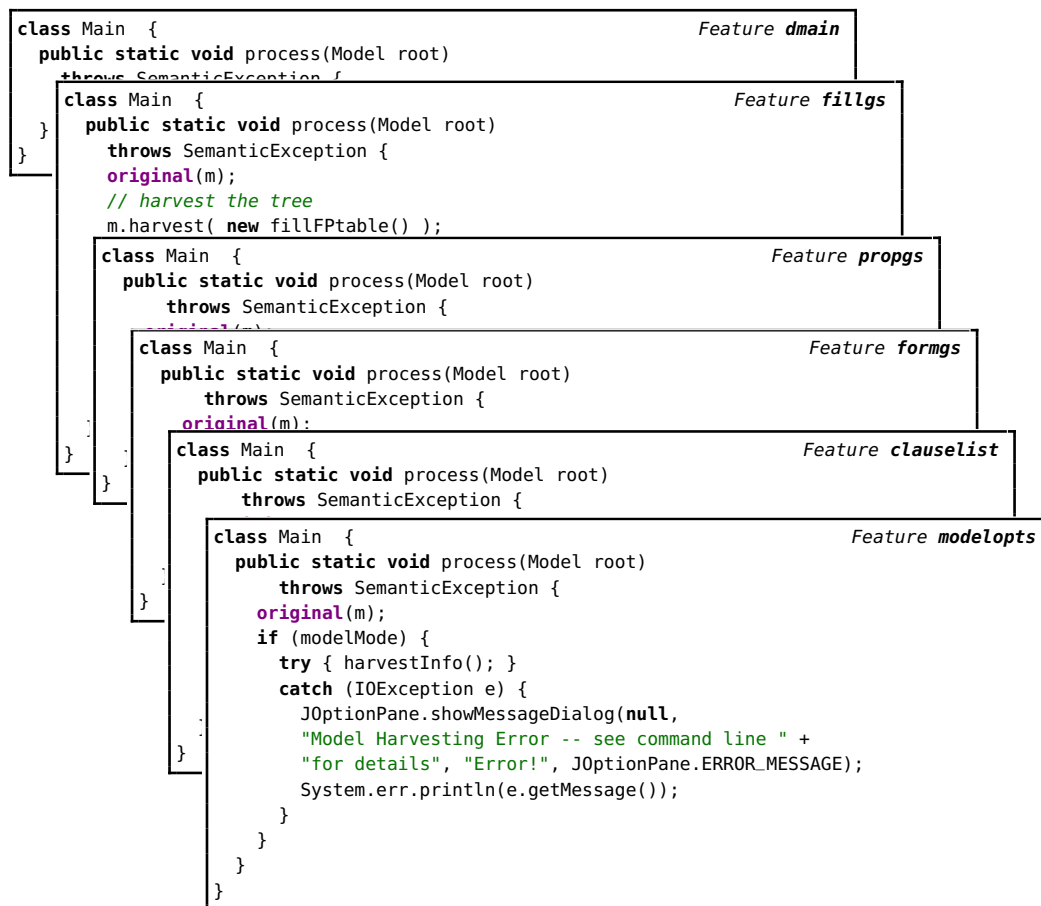 class Main  { Feature dmain
public static void process(Model root)
throws SemanticException {
}
}
class Main  { Feature fillgs
public static void process(Model root)
throws SemanticException {
original(m);
// harvest the tree
m.harvest( new fillFPtable() );
}
}
class Main  { Feature propgs
public static void process(Model root)
throws SemanticException {
original(m);
}
}
class Main  { Feature formgs
public static void process(Model root)
throws SemanticException {
original(m);
}
}
class Main  { Feature clauselist
public static void process(Model root)
throws SemanticException {
}
}
class Main  { Feature modelopts
public static void process(Model root)
throws SemanticException {
original(m);
if (modelMode) {
try { harvestInfo(); }
catch (IOException e) {
JOptionPane.showMessageDialog(null,
"Model Harvesting Error -- see command line " +
"for details", "Error!", JOptionPane.ERROR_MESSAGE);
System.err.println(e.getMessage());
}
}
}
}